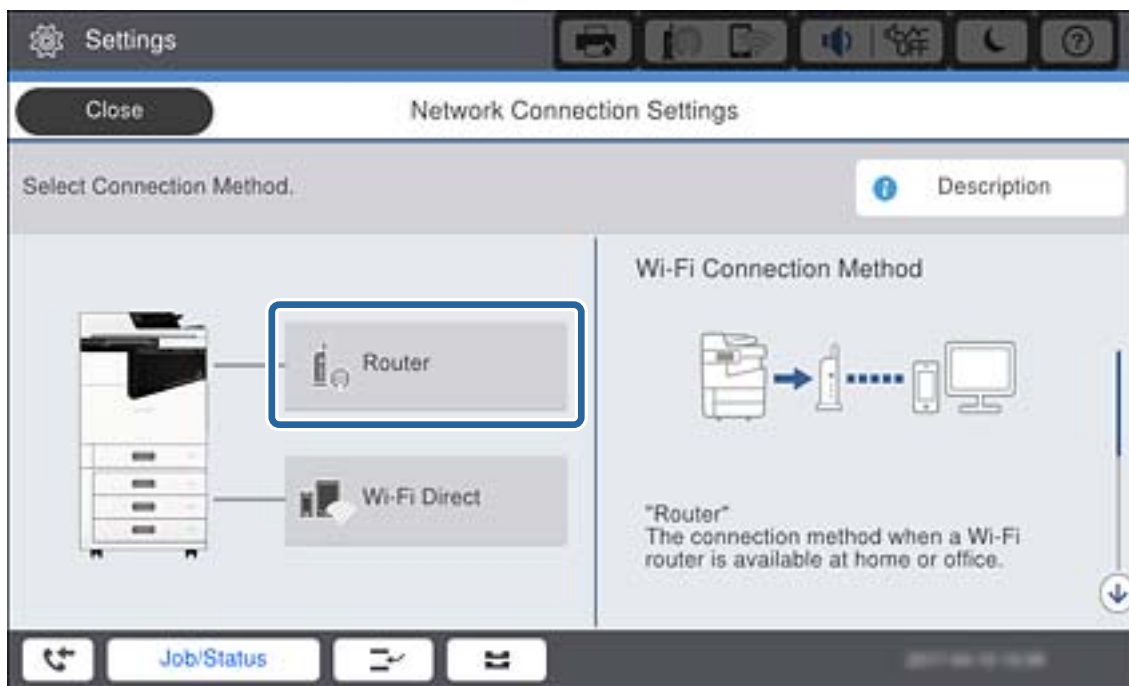 Settings
OFF
?
Close
Network Connection Settings
Select Connection Method.
i
Description
Router
Wi-Fi Direct
Wi-Fi Connection Method
"Router"
The connection method when a Wi-Fi
router is available at home or office.
Job/Status